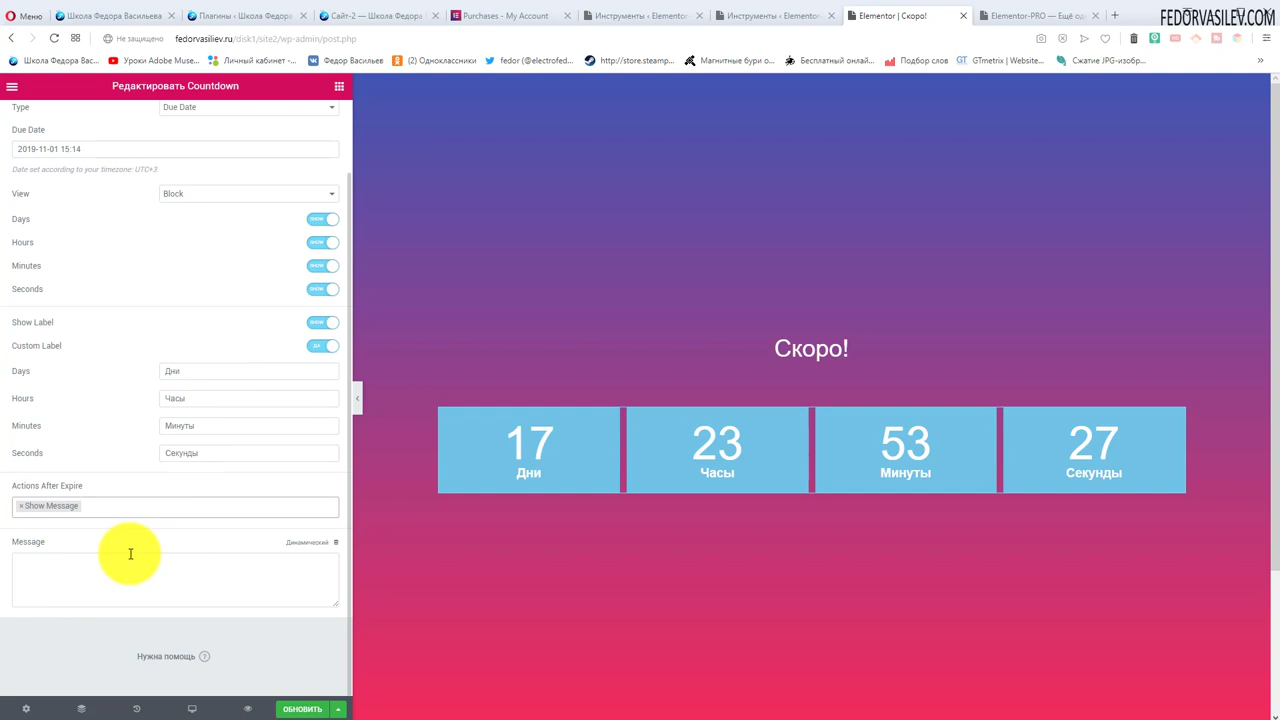 Меню
Школа Федора Васильева
Плагины ‹ Школа Федора
Сайт-2 — Школа Федора
Purchases - My Account
Инструменты ‹ Elementor
Инструменты ‹ Elementor-
Elementor | Скоро!
Elementor-PRO — Ещё од
FEDORVASILEV.COM
Не защищено
fedorvasiliev.ru/disk1/site2/wp-admin/post.php
Школа Федора Вас...
Уроки Adobe Muse...
Личный кабинет -...
Федор Васильев
(2) Одноклассники
fedor (@electrofed...
http://store.steamp...
Магнитные бури о...
Бесплатный онлай...
Подбор слов
GTmetrix | Website...
Сжатие JPG-изобр...
Редактировать Countdown
Type
Due Date
Due Date
2019-11-01 15:14
Date set according to your timezone: UTC+3.
View
Block
Days
SHOW
Hours
SHOW
Minutes
SHOW
Seconds
SHOW
Show Label
SHOW
Custom Label
ДА
Days
Дни
Hours
Часы
Minutes
Минуты
Seconds
Секунды
Actions After Expire
×Show Message
Message
Динамический
Нужна помощь ?
ОБНОВИТЬ
Скоро!
17
Дни
23
Часы
53
Минуты
27
Секунды